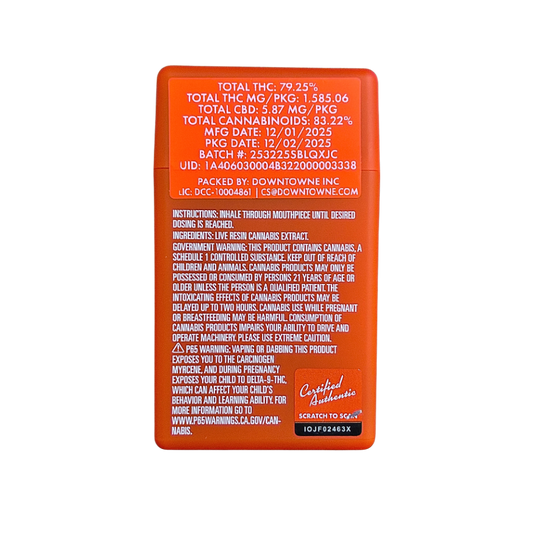 TOTAL THC: 79.25%
TOTAL THC MG/PKG: 1,585.06
TOTAL CBD: 5.87 MG/PKG
TOTAL CANNABINOIDS: 83.22%
MFG DATE: 12/01/2025
PKG DATE: 12/02/2025
BATCH #: 253225SBLQXJC
UID: 1A406030004B322000003338
PACKED BY: DOWNTOWNE INC
LIC: DCC-10004861 | CS@DOWNTOWNE.COM
INSTRUCTIONS: INHALE THROUGH MOUTHPIECE UNTIL DESIRED
DOSING IS REACHED.
INGREDIENTS: LIVE RESIN CANNABIS EXTRACT.
GOVERNMENT WARNING: THIS PRODUCT CONTAINS CANNABIS, A
SCHEDULE 1 CONTROLLED SUBSTANCE. KEEP OUT OF REACH OF
CHILDREN AND ANIMALS. CANNABIS PRODUCTS MAY ONLY BE
POSSESSED OR CONSUMED BY PERSONS 21 YEARS OF AGE OR
OLDER UNLESS THE PERSON IS A QUALIFIED PATIENT. THE
INTOXICATING EFFECTS OF CANNABIS PRODUCTS MAY BE
DELAYED UP TO TWO HOURS. CANNABIS USE WHILE PREGNANT
OR BREASTFEEDING MAY BE HARMFUL. CONSUMPTION OF
CANNABIS PRODUCTS IMPAIRS YOUR ABILITY TO DRIVE AND
OPERATE MACHINERY. PLEASE USE EXTREME CAUTION.
⚠ P65 WARNING: VAPING OR DABBING THIS PRODUCT
EXPOSES YOU TO THE CARCINOGEN
MYRCENE, AND DURING PREGNANCY
EXPOSES YOUR CHILD TO DELTA-9-THC,
WHICH CAN AFFECT YOUR CHILD'S
BEHAVIOR AND LEARNING ABILITY. FOR
MORE INFORMATION GO TO
WWW.P65WARNINGS.CA.GOV/CAN-
NABIS.
Certified
Authentic
SCRATCH TO SCAN
IOJF02463X